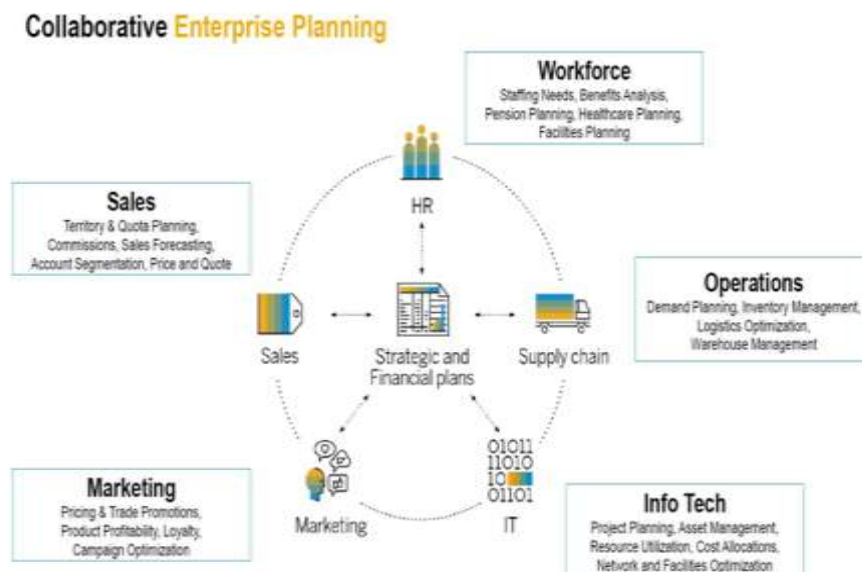 Collaborative Enterprise Planning
Workforce
Staffing Needs, Benefits Analysis,
Pension Planning, Healthcare Planning,
Facilities Planning
HR
Sales
Territory & Quota Planning,
Commissions, Sales Forecasting,
Account Segmentation, Price and Quote
Operations
Demand Planning, Inventory Management,
Logistics Optimization,
Warehouse Management
Sales
Strategic and
Financial plans
Supply chain
01011
11010
10
01101
Marketing
Pricing & Trade Promotions,
Product Profitability, Loyalty,
Campaign Optimization
Marketing
IT
Info Tech
Project Planning, Asset Management,
Resource Utilization, Cost Allocations,
Network and Facilities Optimization